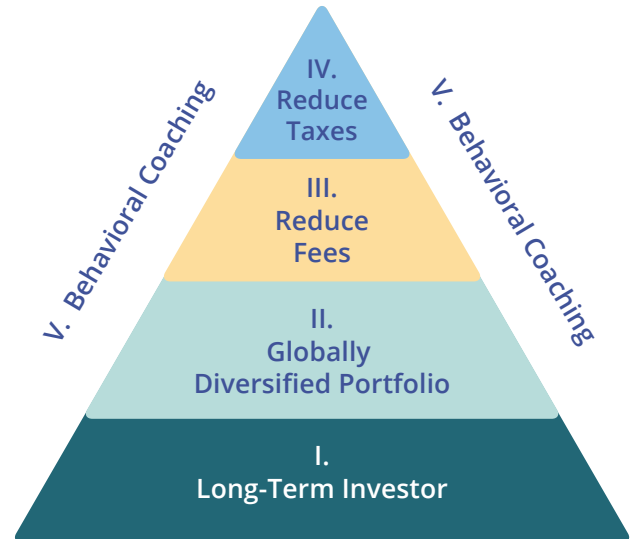 IV.
Reduce
Taxes
V. Behavioral Coaching
V. Behavioral Coaching
III.
Reduce
Fees
II.
Globally
Diversified Portfolio
I.
Long-Term Investor